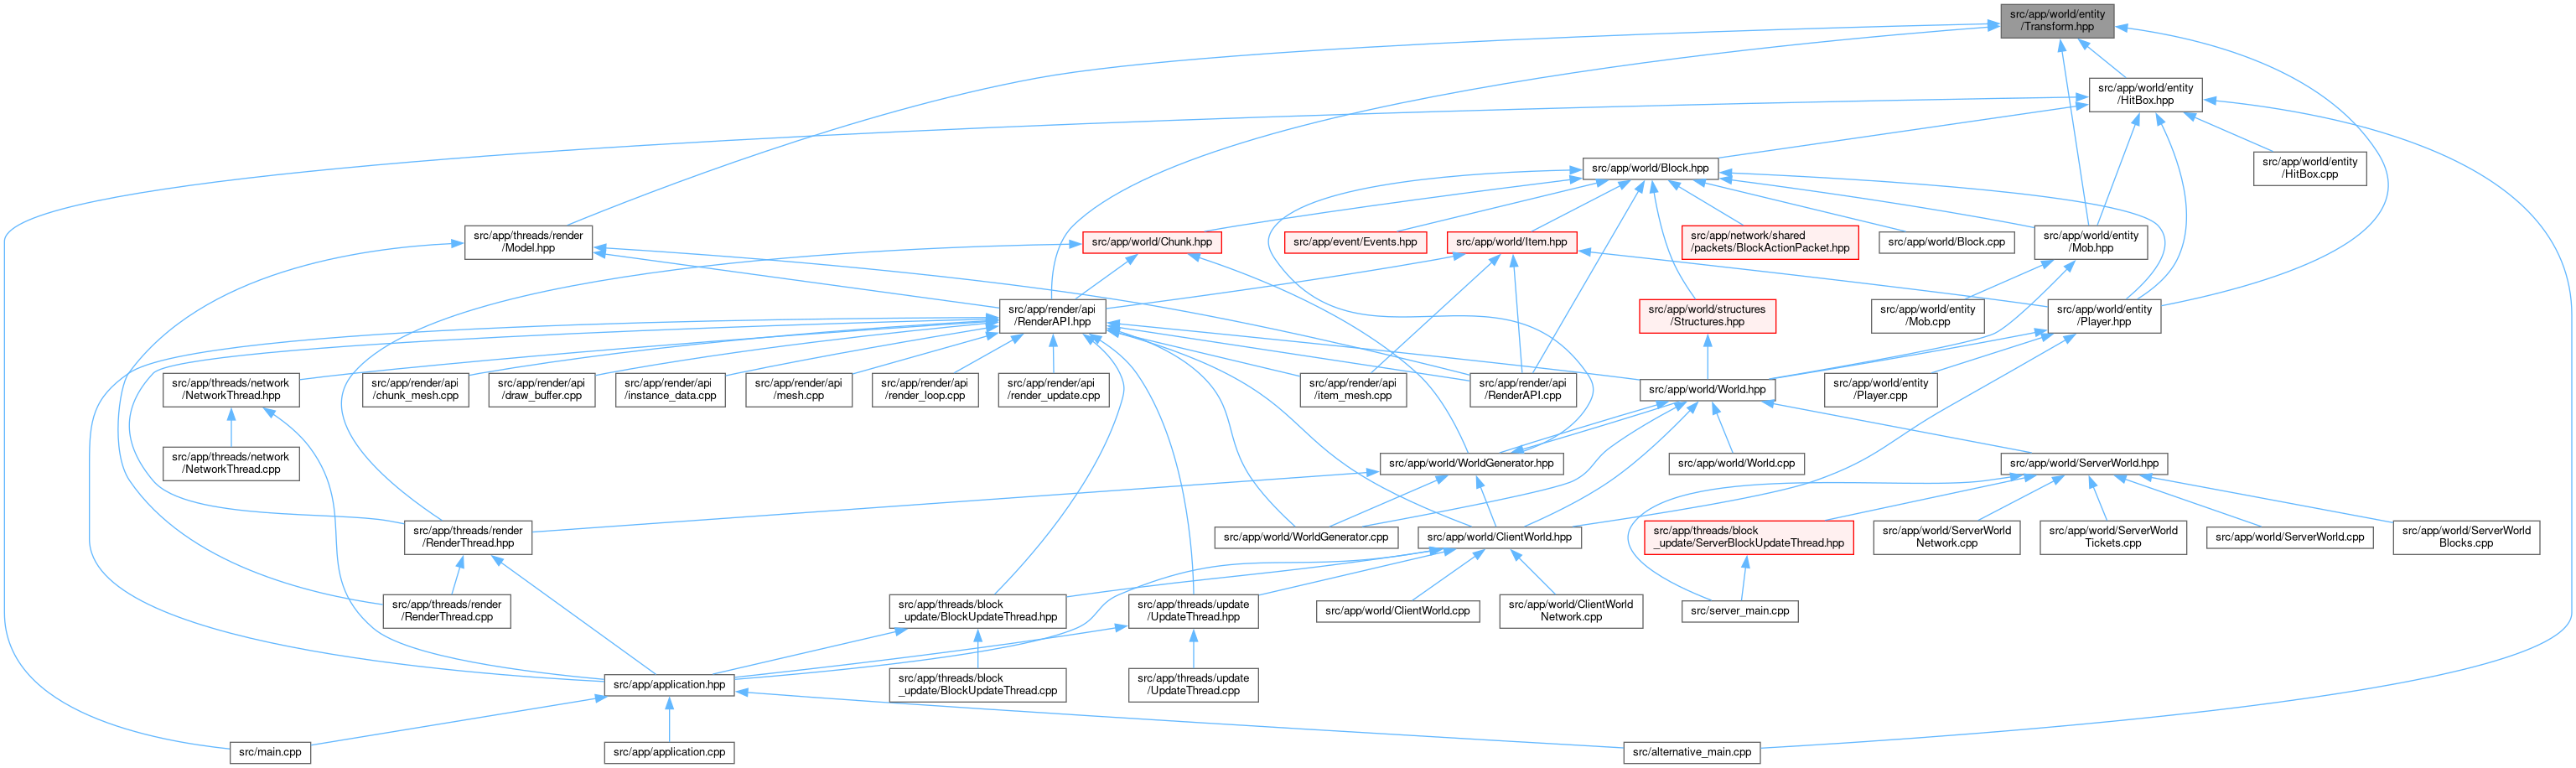 src/app/world/entity
/Transform.hpp
src/app/world/entity
/HitBox.hpp
src/app/world/Block.hpp
src/app/world/entity
/HitBox.cpp
src/app/threads/render
/Model.hpp
src/app/world/Chunk.hpp
src/app/event/Events.hpp
src/app/world/Item.hpp
src/app/network/shared
/packets/BlockActionPacket.hpp
src/app/world/Block.cpp
src/app/world/entity
/Mob.hpp
src/app/render/api
/RenderAPI.hpp
src/app/world/structures
/Structures.hpp
src/app/world/entity
/Mob.cpp
src/app/world/entity
/Player.hpp
src/app/threads/network
/NetworkThread.hpp
src/app/render/api
/chunk_mesh.cpp
src/app/render/api
/draw_buffer.cpp
src/app/render/api
/instance_data.cpp
src/app/render/api
/mesh.cpp
src/app/render/api
/render_loop.cpp
src/app/render/api
/render_update.cpp
src/app/render/api
/item_mesh.cpp
src/app/render/api
/RenderAPI.cpp
src/app/world/World.hpp
src/app/world/entity
/Player.cpp
src/app/threads/network
/NetworkThread.cpp
src/app/world/WorldGenerator.hpp
src/app/world/World.cpp
src/app/world/ServerWorld.hpp
src/app/threads/render
/RenderThread.hpp
src/app/world/WorldGenerator.cpp
src/app/world/ClientWorld.hpp
src/app/threads/block
_update/ServerBlockUpdateThread.hpp
src/app/world/ServerWorld
Network.cpp
src/app/world/ServerWorld
Tickets.cpp
src/app/world/ServerWorld.cpp
src/app/world/ServerWorld
Blocks.cpp
src/app/threads/render
/RenderThread.cpp
src/app/threads/block
_update/BlockUpdateThread.hpp
src/app/threads/update
/UpdateThread.hpp
src/app/world/ClientWorld.cpp
src/app/world/ClientWorld
Network.cpp
src/server_main.cpp
src/app/application.hpp
src/app/threads/block
_update/BlockUpdateThread.cpp
src/app/threads/update
/UpdateThread.cpp
src/main.cpp
src/app/application.cpp
src/alternative_main.cpp